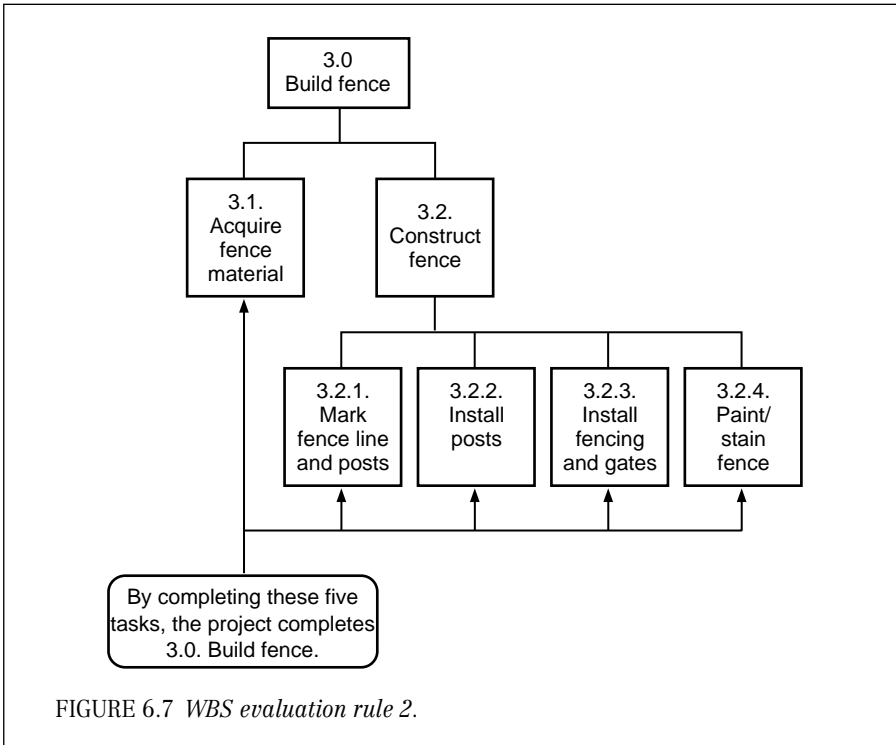 3.0
Build fence
3.1.
Acquire
fence
material
3.2.
Construct
fence
3.2.1.
Mark
fence line
and posts
3.2.2.
Install
posts
3.2.3.
Install
fencing
and gates
3.2.4.
Paint/
stain
fence
By completing these five
tasks, the project completes
3.0. Build fence.
FIGURE 6.7 WBS evaluation rule 2.